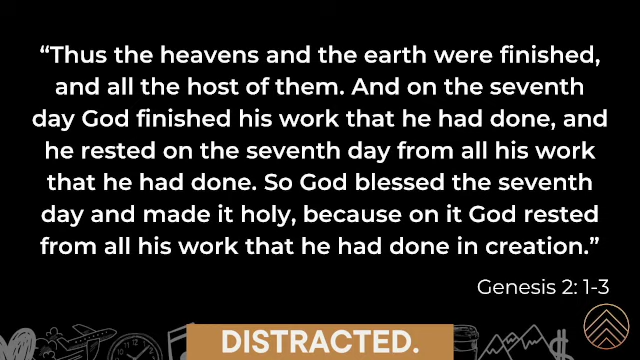 “Thus the heavens and the earth were finished,
and all the host of them. And on the seventh
day God finished his work that he had done, and
he rested on the seventh day from all his work
that he had done. So God blessed the seventh
day and made it holy, because on it God rested
from all his work that he had done in creation.”
Genesis 2: 1-3
DISTRACTED.